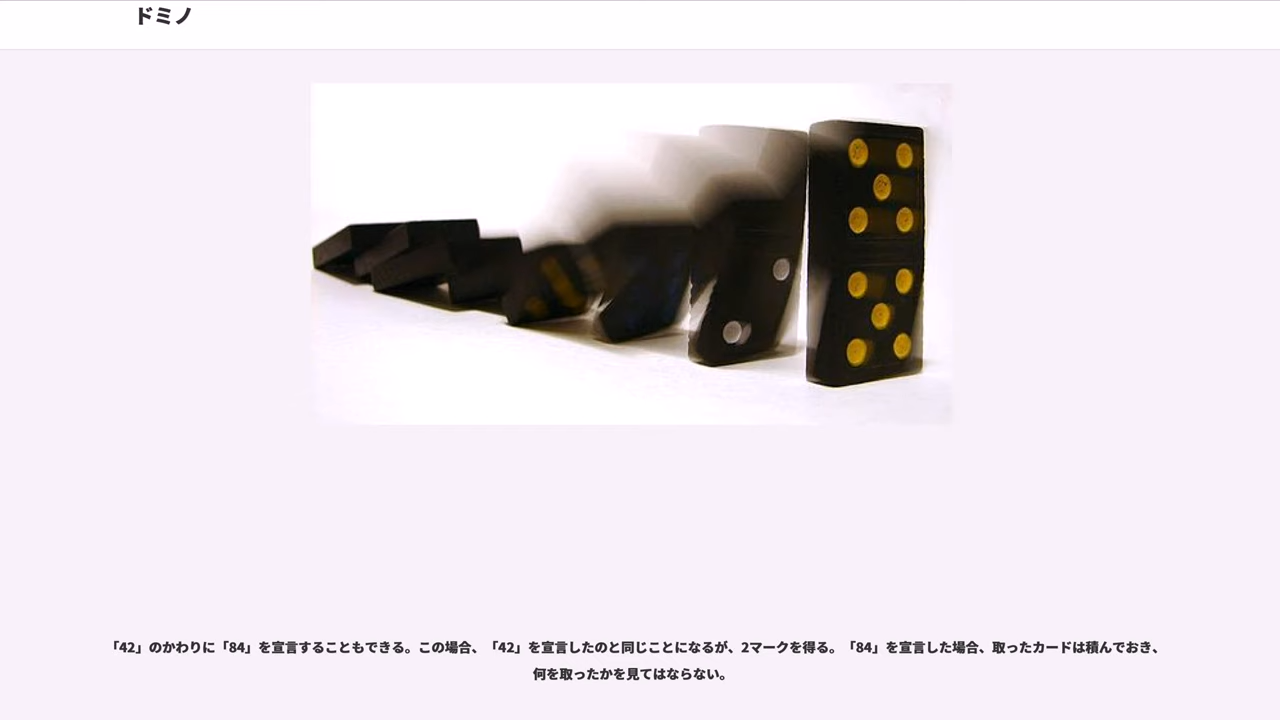 ドミノ
「42」のかわりに「84」を宣言することもできる。この場合、「42」を宣言したのと同じことになるが、2マークを得る。「84」を宣言した場合、取ったカードは積んでおき、
何を取ったかを見てはならない。